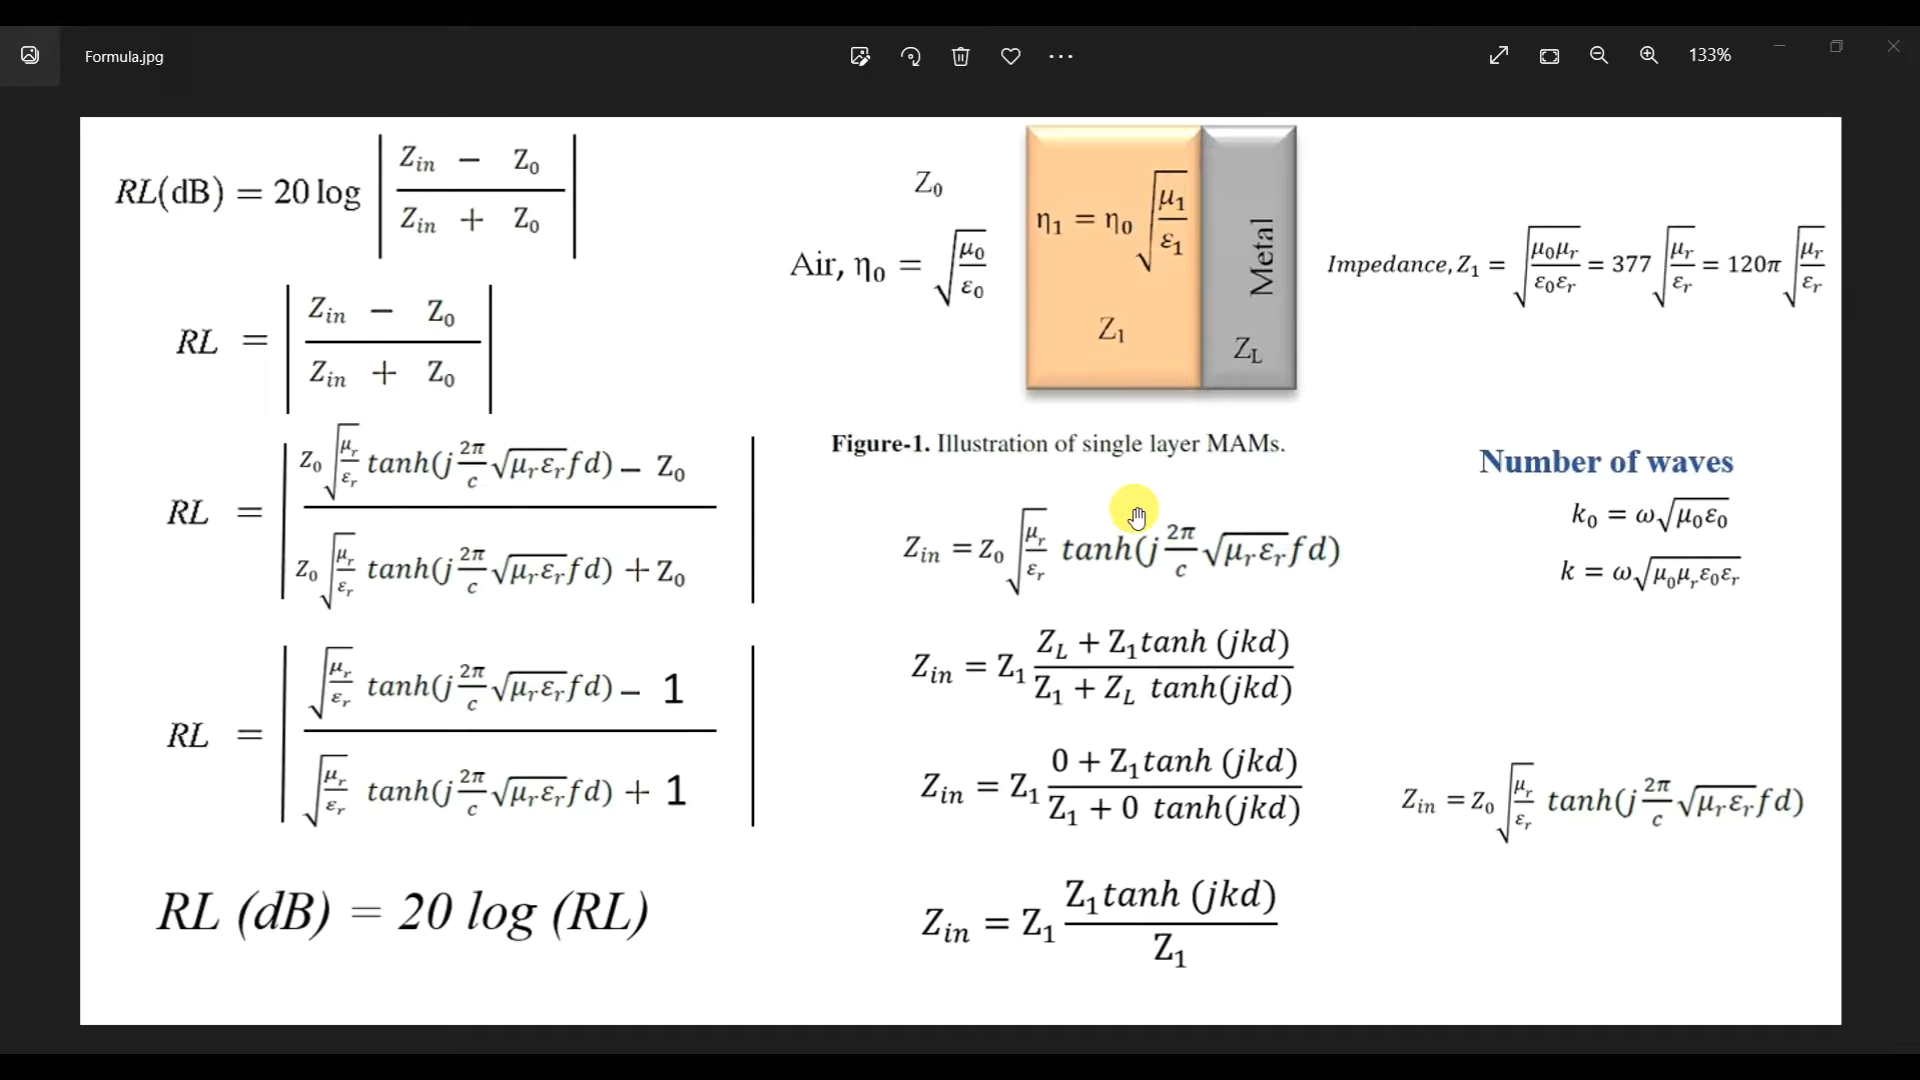 Formula.jpg
133%
RL(dB) = 20 log | (Z_in − Z_0) / (Z_in + Z_0) |
RL = | (Z_in − Z_0) / (Z_in + Z_0) |
RL = | (Z_0 √(μ_r/ε_r) tanh(j (2π/c) √(μ_r ε_r) fd) − Z_0) / (Z_0 √(μ_r/ε_r) tanh(j (2π/c) √(μ_r ε_r) fd) + Z_0) |
RL = | (√(μ_r/ε_r) tanh(j (2π/c) √(μ_r ε_r) fd) − 1) / (√(μ_r/ε_r) tanh(j (2π/c) √(μ_r ε_r) fd) + 1) |
RL (dB) = 20 log (RL)
Z_0
Air, η_0 = √(μ_0/ε_0)
η_1 = η_0 √(μ_1/ε_1)
Z_1
Metal
Z_L
Figure-1. Illustration of single layer MAMs.
Z_in = Z_0 √(μ_r/ε_r) tanh(j (2π/c) √(μ_r ε_r) fd)
Z_in = Z_1 (Z_L + Z_1 tanh (jkd)) / (Z_1 + Z_L tanh(jkd))
Z_in = Z_1 (0 + Z_1 tanh (jkd)) / (Z_1 + 0 tanh(jkd))
Z_in = Z_1 (Z_1 tanh (jkd)) / Z_1
Impedance, Z_1 = √(μ_0 μ_r / ε_0 ε_r) = 377 √(μ_r/ε_r) = 120π √(μ_r/ε_r)
Number of waves
k_0 = ω√(μ_0 ε_0)
k = ω√(μ_0 μ_r ε_0 ε_r)
Z_in = Z_0 √(μ_r/ε_r) tanh(j (2π/c) √(μ_r ε_r) fd)